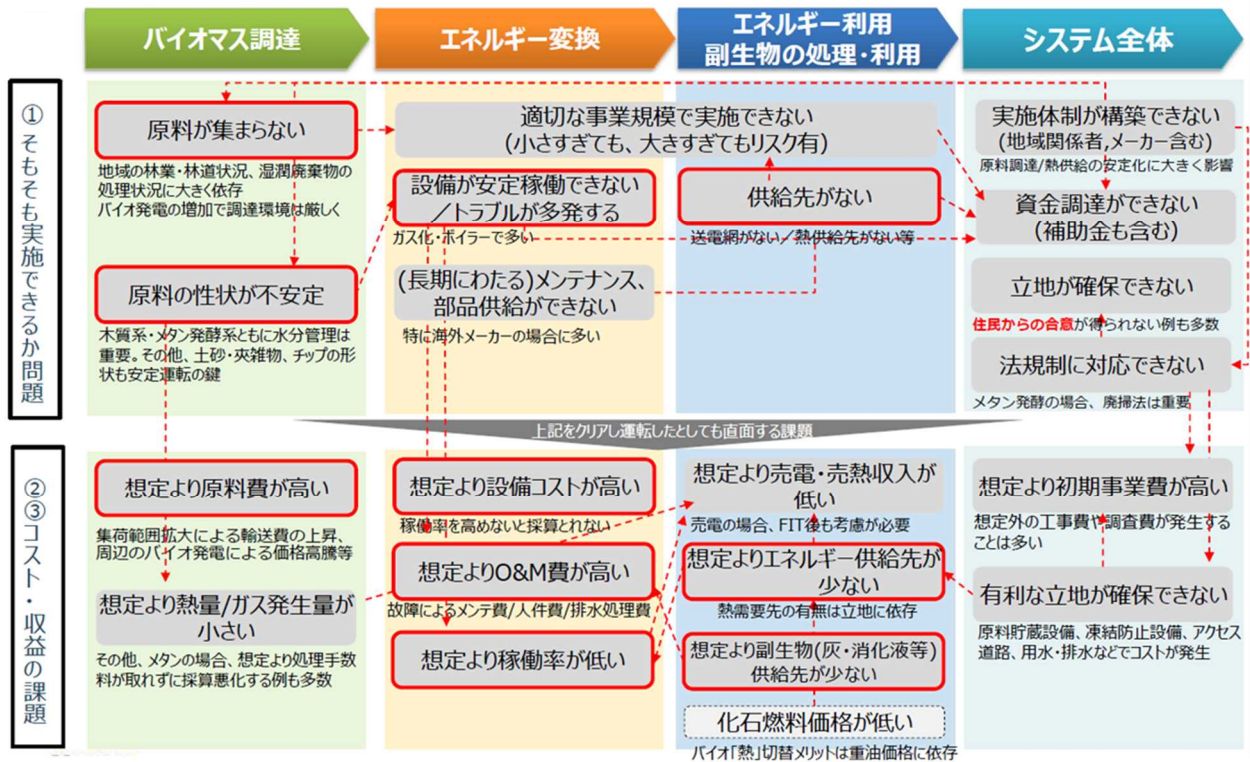 バイオマス調達
エネルギー変換
エネルギー利用
副生物の処理・利用
システム全体
① そもそも実施できるか問題
原料が集まらない
地域の林業・林道状況、湿潤廃棄物の
処理状況に大きく依存
バイオ発電の増加で調達環境は厳しく
原料の性状が不安定
木質系・メタン発酵系ともに水分管理は
重要。その他、土砂・夾雑物、チップの形
状も安定運転の鍵
適切な事業規模で実施できない
(小さすぎても、大きすぎてもリスク有)
設備が安定稼働できない
／トラブルが多発する
ガス化・ボイラーで多い
(長期にわたる)メンテナンス、
部品供給ができない
特に海外メーカーの場合に多い
供給先がない
送電網がない／熱供給先がない等
実施体制が構築できない
(地域関係者,メーカー含む)
原料調達/熱供給の安定化に大きく影響
資金調達ができない
(補助金も含む)
立地が確保できない
住民からの合意が得られない例も多数
法規制に対応できない
メタン発酵の場合、廃掃法は重要
上記をクリアし運転したとしても直面する課題
②③コスト・収益の課題
想定より原料費が高い
集荷範囲拡大による輸送費の上昇、
周辺のバイオ発電による価格高騰等
想定より熱量/ガス発生量が
小さい
その他、メタンの場合、想定より処理手数
料が取れずに採算悪化する例も多数
想定より設備コストが高い
稼働率を高めないと採算とれない
想定よりO&M費が高い
故障によるメンテ費/人件費/排水処理費
想定より稼働率が低い
想定より売電・売熱収入が
低い
売電の場合、FIT後も考慮が必要
想定よりエネルギー供給先が
少ない
熱需要先の有無は立地に依存
想定より副生物(灰・消化液等)
供給先が少ない
化石燃料価格が低い
バイオ「熱」切替メリットは重油価格に依存
想定より初期事業費が高い
想定外の工事費や調査費が発生する
ことは多い
有利な立地が確保できない
原料貯蔵設備、凍結防止設備、アクセス
道路、用水・排水などでコストが発生